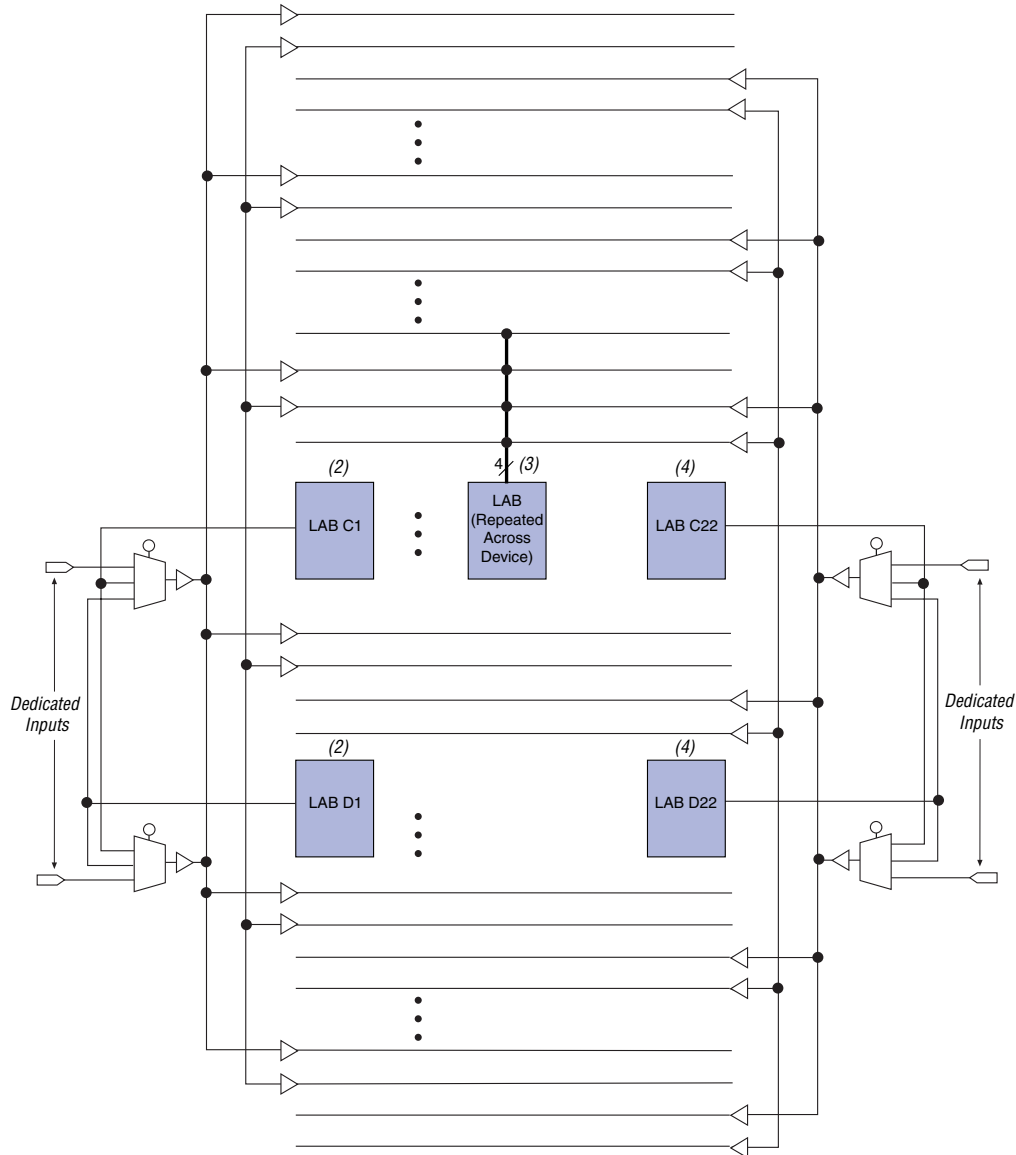 4
(3)
(2)
(4)
LAB C1
LAB
(Repeated
Across
Device)
LAB C22
Dedicated
Inputs
Dedicated
Inputs
(2)
(4)
LAB D1
LAB D22